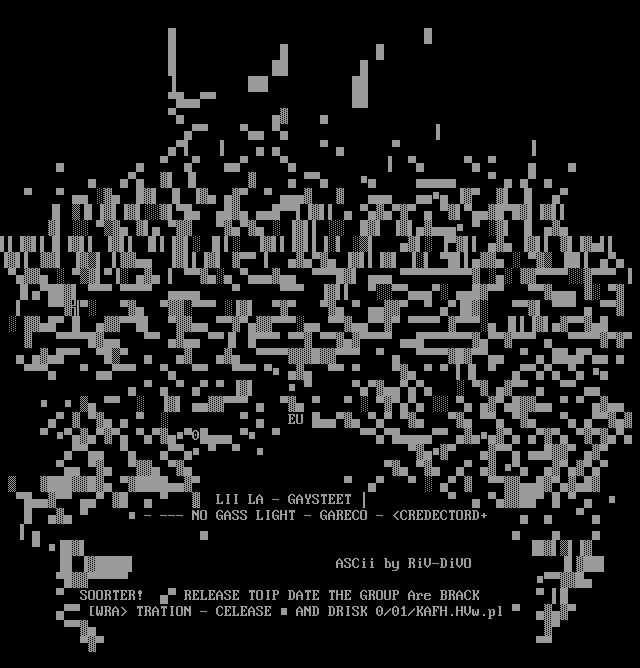 EU
0
LII LA - GAYSTEET |
■ - --- NO GASS LIGHT - GARECO - <CREDECTORD+
ASCii by RiV-DiVO
SOORTER! RELEASE TOIP DATE THE GROUP Are BRACK
[WRA> TRATION - CELEASE ■ AND DRISK 0/01/KAFH.HVw.pl